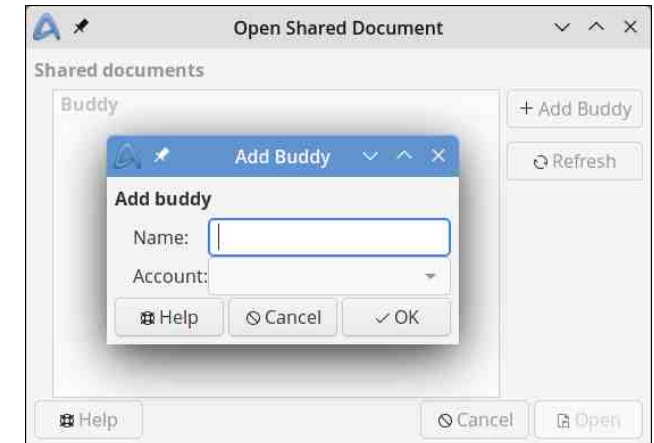 Open Shared Document
Shared documents
Buddy
+ Add Buddy
Refresh
Add Buddy
Add buddy
Name:
Account:
Help
Cancel
OK
Help
Cancel
Open